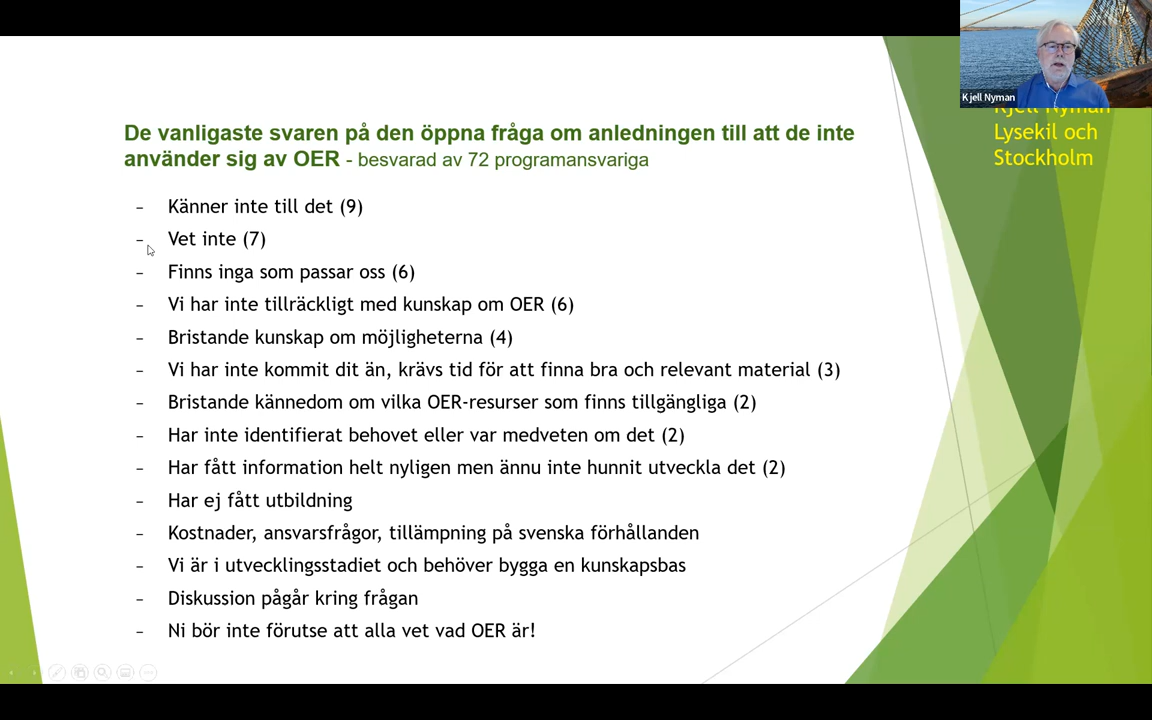 Kjell Nyman
Kjell Nyman
Lysekil och
Stockholm
De vanligaste svaren på den öppna fråga om anledningen till att de inte
använder sig av OER - besvarad av 72 programansvariga
- Känner inte till det (9)
- Vet inte (7)
- Finns inga som passar oss (6)
- Vi har inte tillräckligt med kunskap om OER (6)
- Bristande kunskap om möjligheterna (4)
- Vi har inte kommit dit än, krävs tid för att finna bra och relevant material (3)
- Bristande kännedom om vilka OER-resurser som finns tillgängliga (2)
- Har inte identifierat behovet eller var medveten om det (2)
- Har fått information helt nyligen men ännu inte hunnit utveckla det (2)
- Har ej fått utbildning
- Kostnader, ansvarsfrågor, tillämpning på svenska förhållanden
- Vi är i utvecklingsstadiet och behöver bygga en kunskapsbas
- Diskussion pågår kring frågan
- Ni bör inte förutse att alla vet vad OER är!